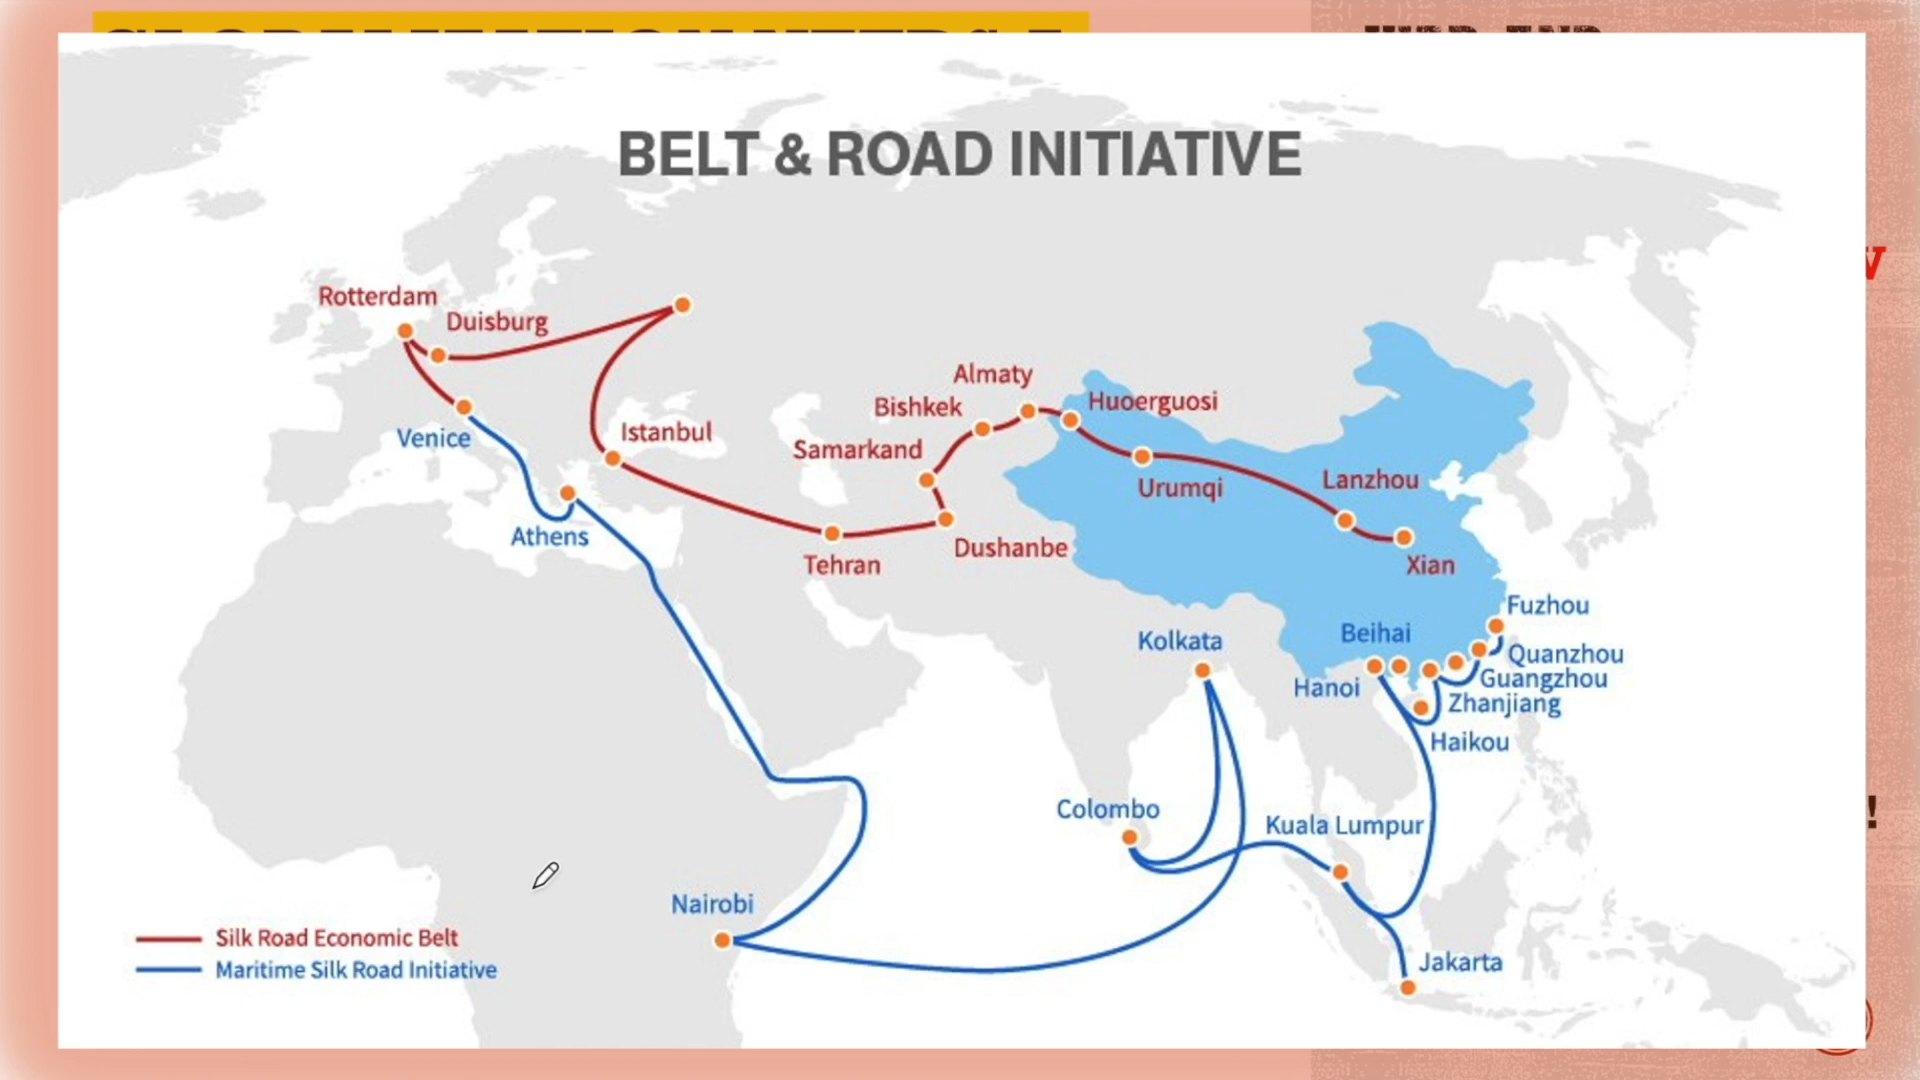 BELT & ROAD INITIATIVE
Rotterdam
Duisburg
Almaty
Bishkek
Huoerguosi
Venice
Istanbul
Samarkand
Lanzhou
Urumqi
Athens
Dushanbe
Tehran
Xian
Fuzhou
Beihai
Kolkata
Quanzhou
Guangzhou
Hanoi
Zhanjiang
Haikou
Colombo
Kuala Lumpur
Nairobi
Jakarta
Silk Road Economic Belt
Maritime Silk Road Initiative